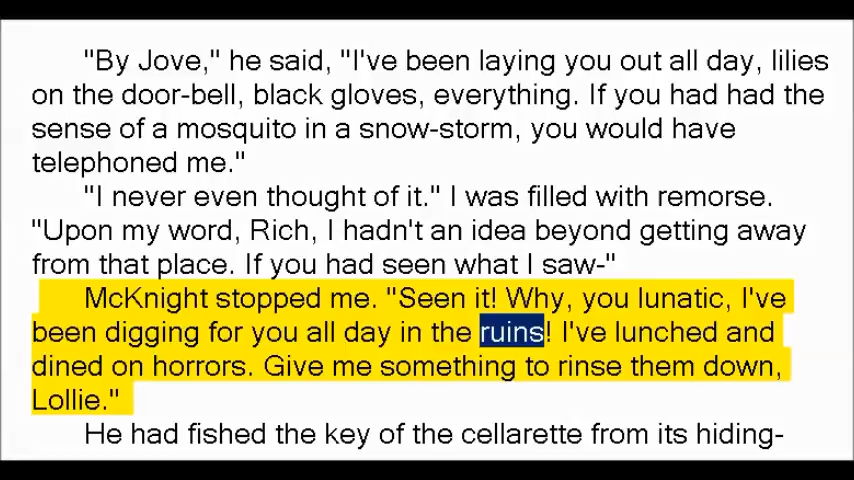 "By Jove," he said, "I've been laying you out all day, lilies
on the door-bell, black gloves, everything. If you had had the
sense of a mosquito in a snow-storm, you would have
telephoned me."
"I never even thought of it." I was filled with remorse.
"Upon my word, Rich, I hadn't an idea beyond getting away
from that place. If you had seen what I saw-"
McKnight stopped me. "Seen it! Why, you lunatic, I've
been digging for you all day in the ruins! I've lunched and
dined on horrors. Give me something to rinse them down,
Lollie."
He had fished the key of the cellarette from its hiding-